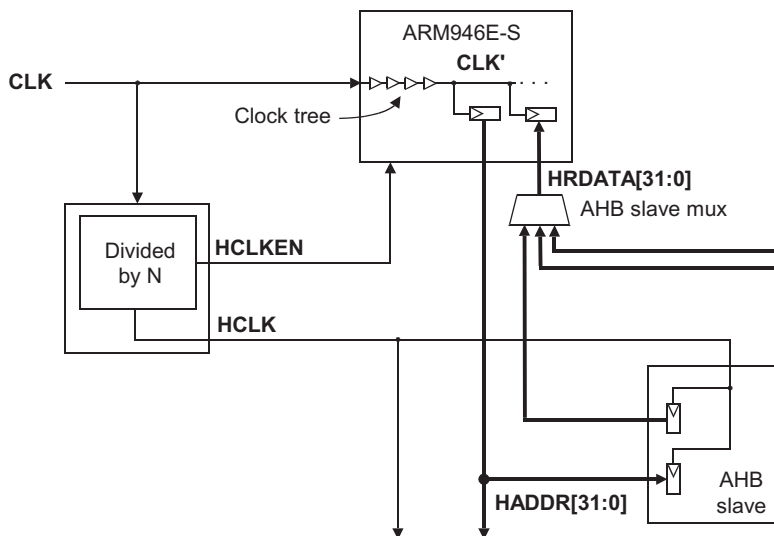 ARM946E-S
CLK'
CLK
Clock tree
HRDATA[31:0]
AHB slave mux
Divided
by N
HCLKEN
HCLK
AHB
slave
HADDR[31:0]